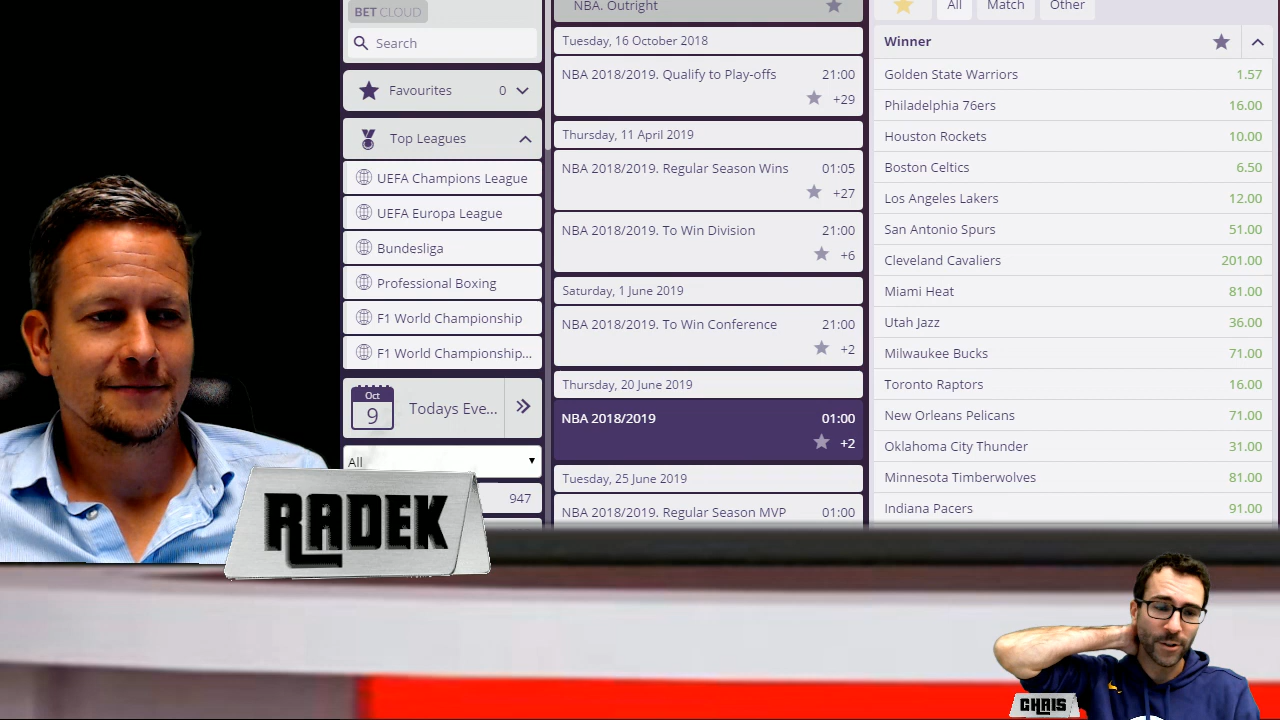 BET CLOUD
Search
Favourites 0
Top Leagues
UEFA Champions League
UEFA Europa League
Bundesliga
Professional Boxing
F1 World Championship
F1 World Championship...
Oct
9
Todays Eve...
All
947
NBA. Outright
Tuesday, 16 October 2018
NBA 2018/2019. Qualify to Play-offs 21:00
+29
Thursday, 11 April 2019
NBA 2018/2019. Regular Season Wins 01:05
+27
NBA 2018/2019. To Win Division 21:00
+6
Saturday, 1 June 2019
NBA 2018/2019. To Win Conference 21:00
+2
Thursday, 20 June 2019
NBA 2018/2019 01:00
+2
Tuesday, 25 June 2019
NBA 2018/2019. Regular Season MVP 01:00
All Match Other
Winner
Golden State Warriors 1.57
Philadelphia 76ers 16.00
Houston Rockets 10.00
Boston Celtics 6.50
Los Angeles Lakers 12.00
San Antonio Spurs 51.00
Cleveland Cavaliers 201.00
Miami Heat 81.00
Utah Jazz 36.00
Milwaukee Bucks 71.00
Toronto Raptors 16.00
New Orleans Pelicans 71.00
Oklahoma City Thunder 31.00
Minnesota Timberwolves 81.00
Indiana Pacers 91.00
RADEK
CHRIS